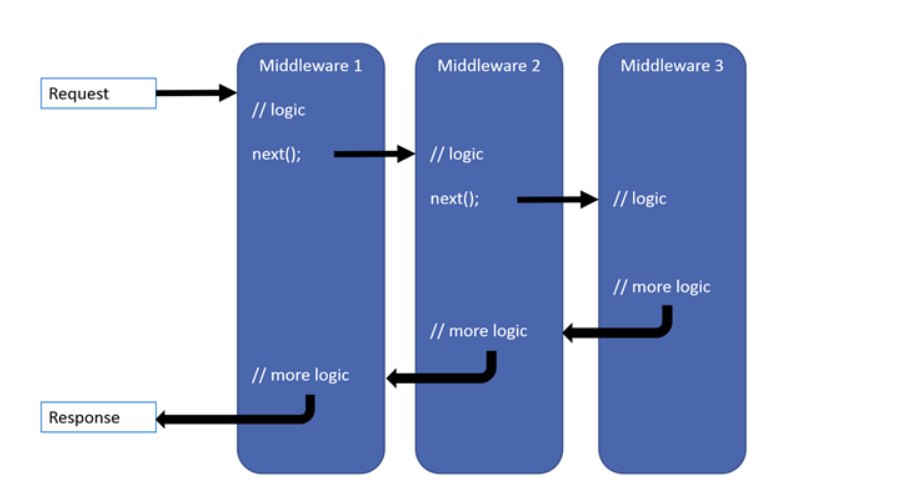 Middleware 1
Middleware 2
Middleware 3
Request
// logic
next();
// logic
next();
// logic
// more logic
// more logic
// more logic
Response